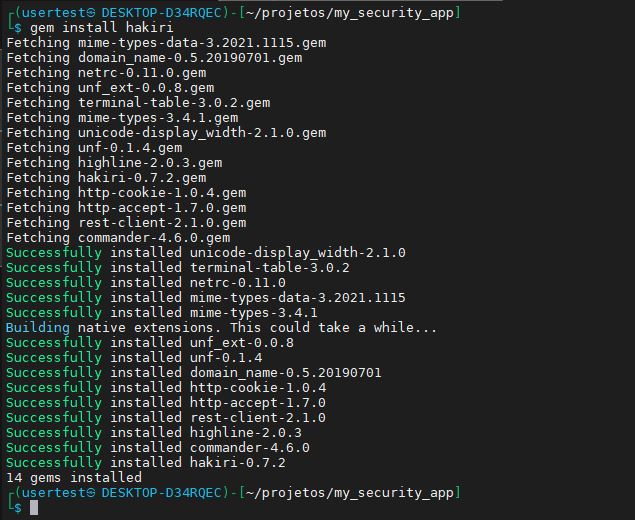 ┌(usertest㉿ DESKTOP-D34RQEC)-[~/projetos/my_security_app]
└$ gem install hakiri
Fetching mime-types-data-3.2021.1115.gem
Fetching domain_name-0.5.20190701.gem
Fetching netrc-0.11.0.gem
Fetching unf_ext-0.0.8.gem
Fetching terminal-table-3.0.2.gem
Fetching mime-types-3.4.1.gem
Fetching unicode-display_width-2.1.0.gem
Fetching unf-0.1.4.gem
Fetching highline-2.0.3.gem
Fetching hakiri-0.7.2.gem
Fetching http-cookie-1.0.4.gem
Fetching http-accept-1.7.0.gem
Fetching rest-client-2.1.0.gem
Fetching commander-4.6.0.gem
Successfully installed unicode-display_width-2.1.0
Successfully installed terminal-table-3.0.2
Successfully installed netrc-0.11.0
Successfully installed mime-types-data-3.2021.1115
Successfully installed mime-types-3.4.1
Building native extensions. This could take a while...
Successfully installed unf_ext-0.0.8
Successfully installed unf-0.1.4
Successfully installed domain_name-0.5.20190701
Successfully installed http-cookie-1.0.4
Successfully installed http-accept-1.7.0
Successfully installed rest-client-2.1.0
Successfully installed highline-2.0.3
Successfully installed commander-4.6.0
Successfully installed hakiri-0.7.2
14 gems installed
┌(usertest㉿ DESKTOP-D34RQEC)-[~/projetos/my_security_app]
└$